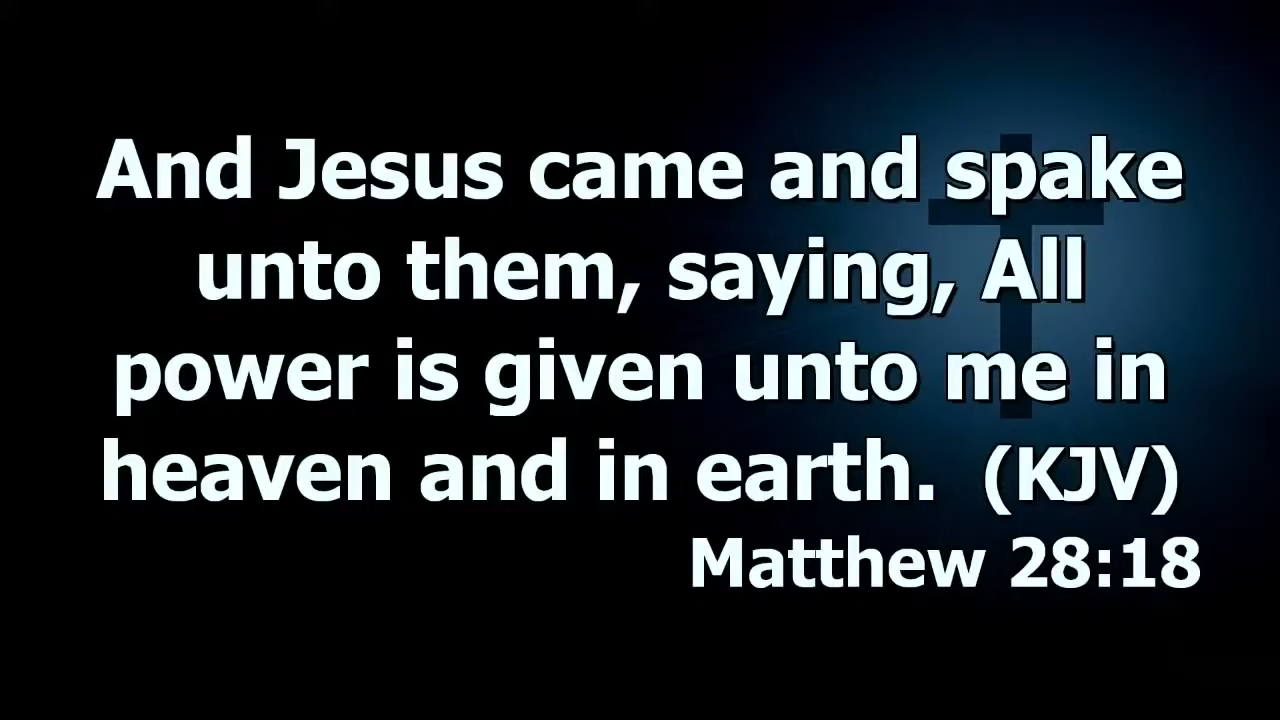 And Jesus came and spake
unto them, saying, All
power is given unto me in
heaven and in earth.  (KJV)
Matthew 28:18